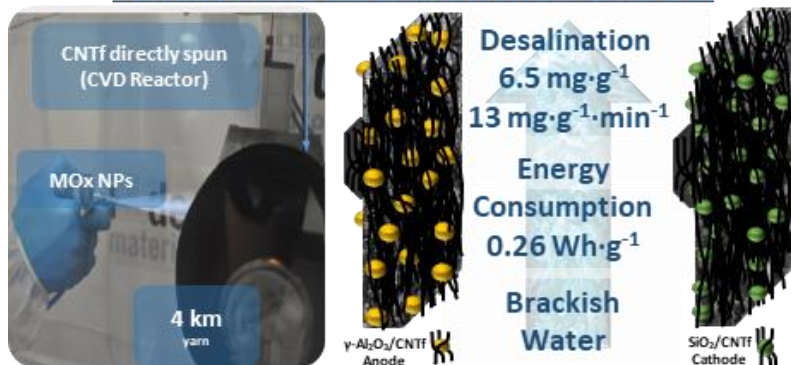 CNTf directly spun
(CVD Reactor)
MOx NPs
4 km
yarn
γ-Al₂O₃/CNTf
Anode
Desalination
6.5 mg·g⁻¹
13 mg·g⁻¹·min⁻¹
Energy
Consumption
0.26 Wh·g⁻¹
Brackish
Water
SiO₂/CNTf
Cathode